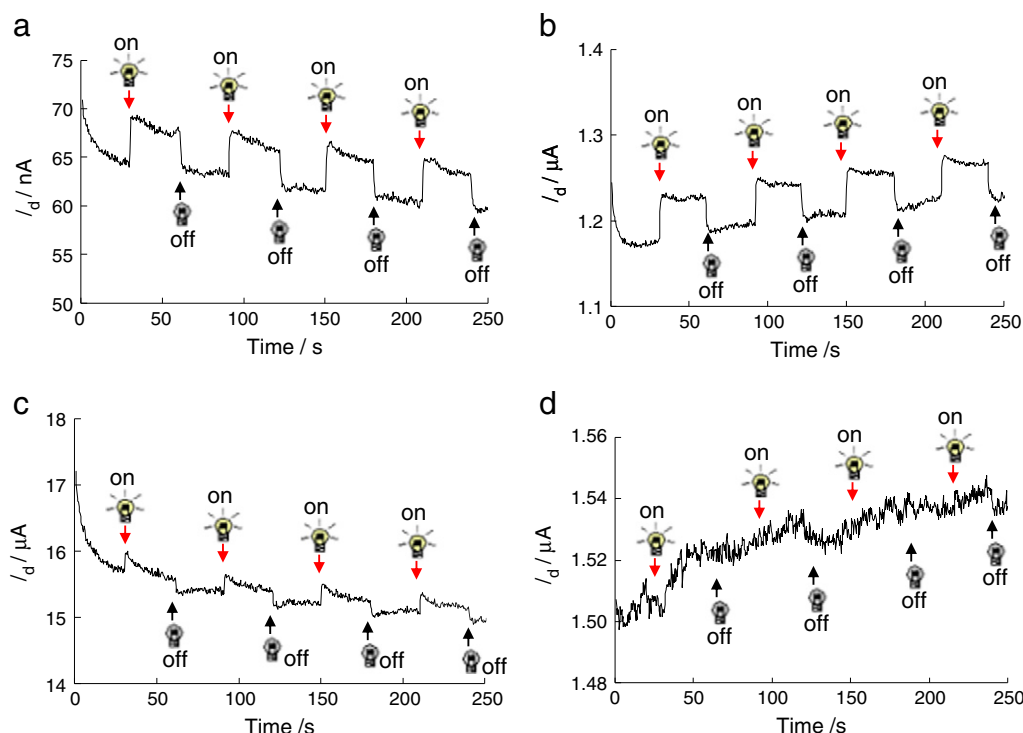 a
75
70
65
60
55
50
I_d / nA
on
on
on
on
off
off
off
off
0
50
100
150
200
250
Time / s
b
1.4
1.3
1.2
1.1
I_d / μA
on
on
on
on
off
off
off
off
0
50
100
150
200
250
Time /s
c
18
17
16
15
14
I_d / μA
on
on
on
on
off
off
off
off
0
50
100
150
200
250
Time /s
d
1.56
1.54
1.52
1.50
1.48
I_d / μA
on
on
on
on
off
off
off
off
0
50
100
150
200
250
Time /s